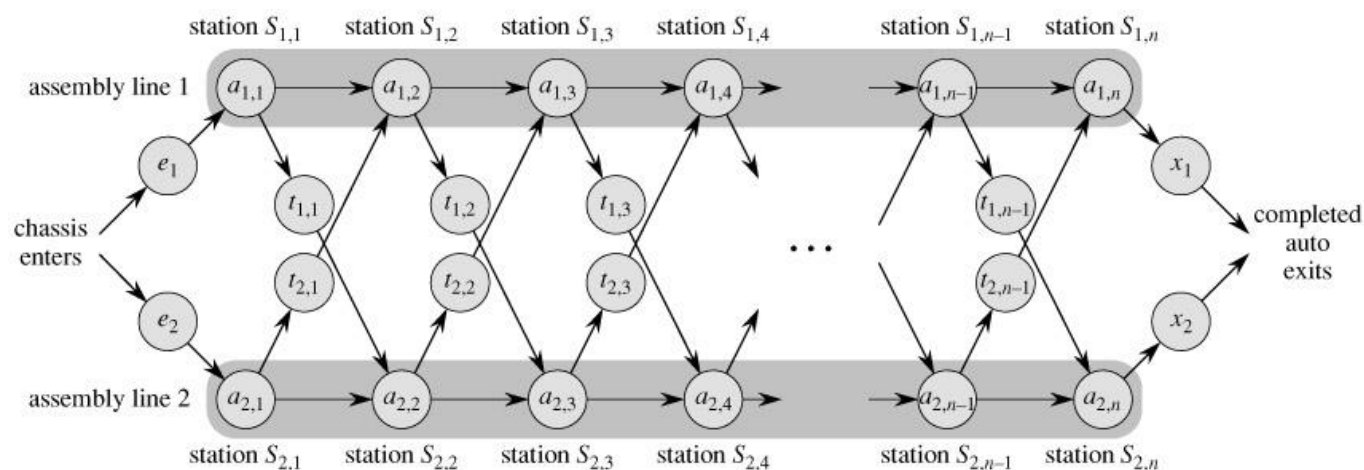 station S1,1 station S1,2 station S1,3 station S1,4 station S1,n–1 station S1,n
assembly line 1 a1,1 a1,2 a1,3 a1,4 a1,n–1 a1,n
e1 x1
t1,1 t1,2 t1,3 t1,n–1
chassis enters ... completed auto exits
t2,1 t2,2 t2,3 t2,n–1
e2 x2
assembly line 2 a2,1 a2,2 a2,3 a2,4 a2,n–1 a2,n
station S2,1 station S2,2 station S2,3 station S2,4 station S2,n–1 station S2,n